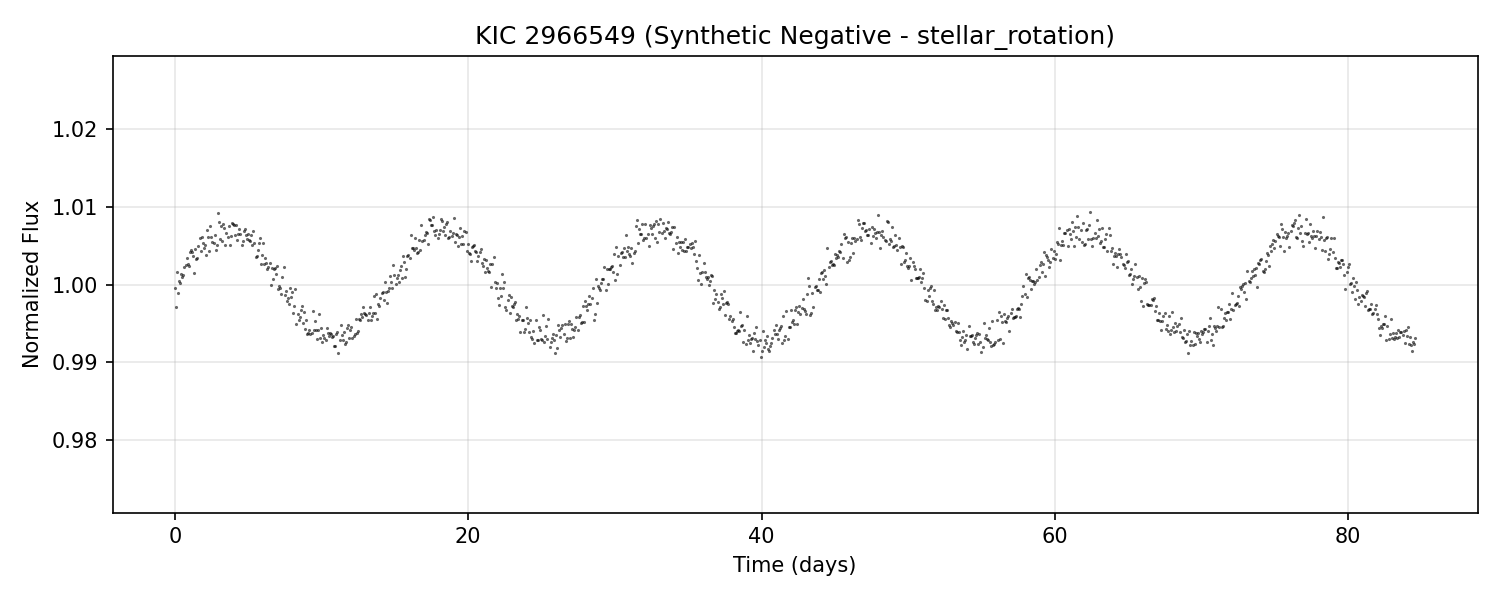 KIC 2966549 (Synthetic Negative - stellar_rotation)
Normalized Flux
1.02
1.01
1.00
0.99
0.98
0 20 40 60 80
Time (days)